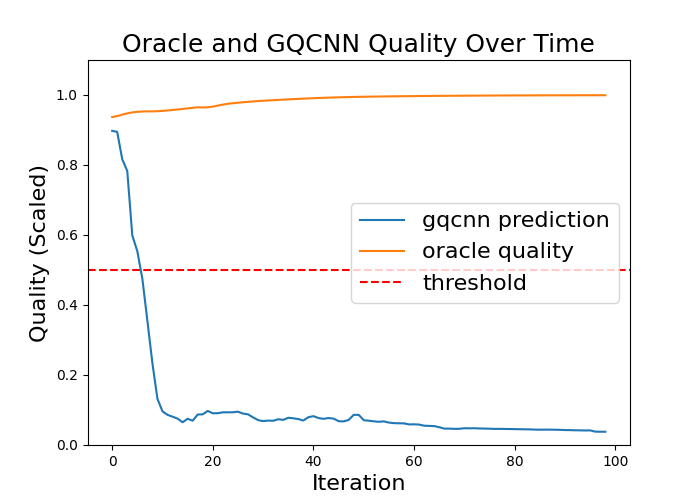 Oracle and GQCNN Quality Over Time
Quality (Scaled)
1.0
0.8
0.6
0.4
0.2
0.0
gqcnn prediction
oracle quality
threshold
0 20 40 60 80 100
Iteration